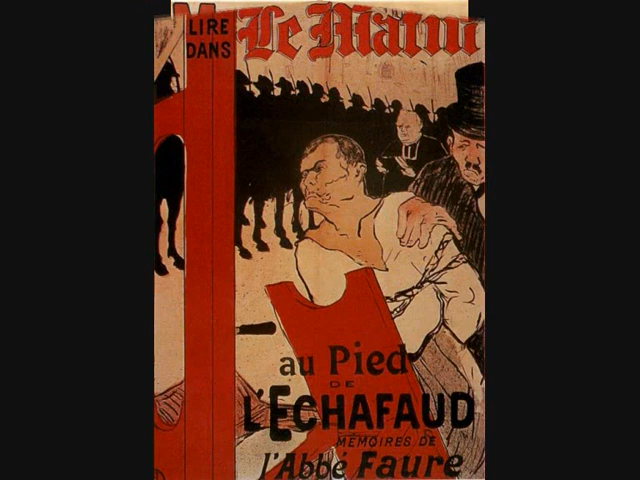 LIRE
DANS
Le Matin
au Pied
DE
L'ECHAFAUD
MÉMOIRES DE
l'Abbé Faure